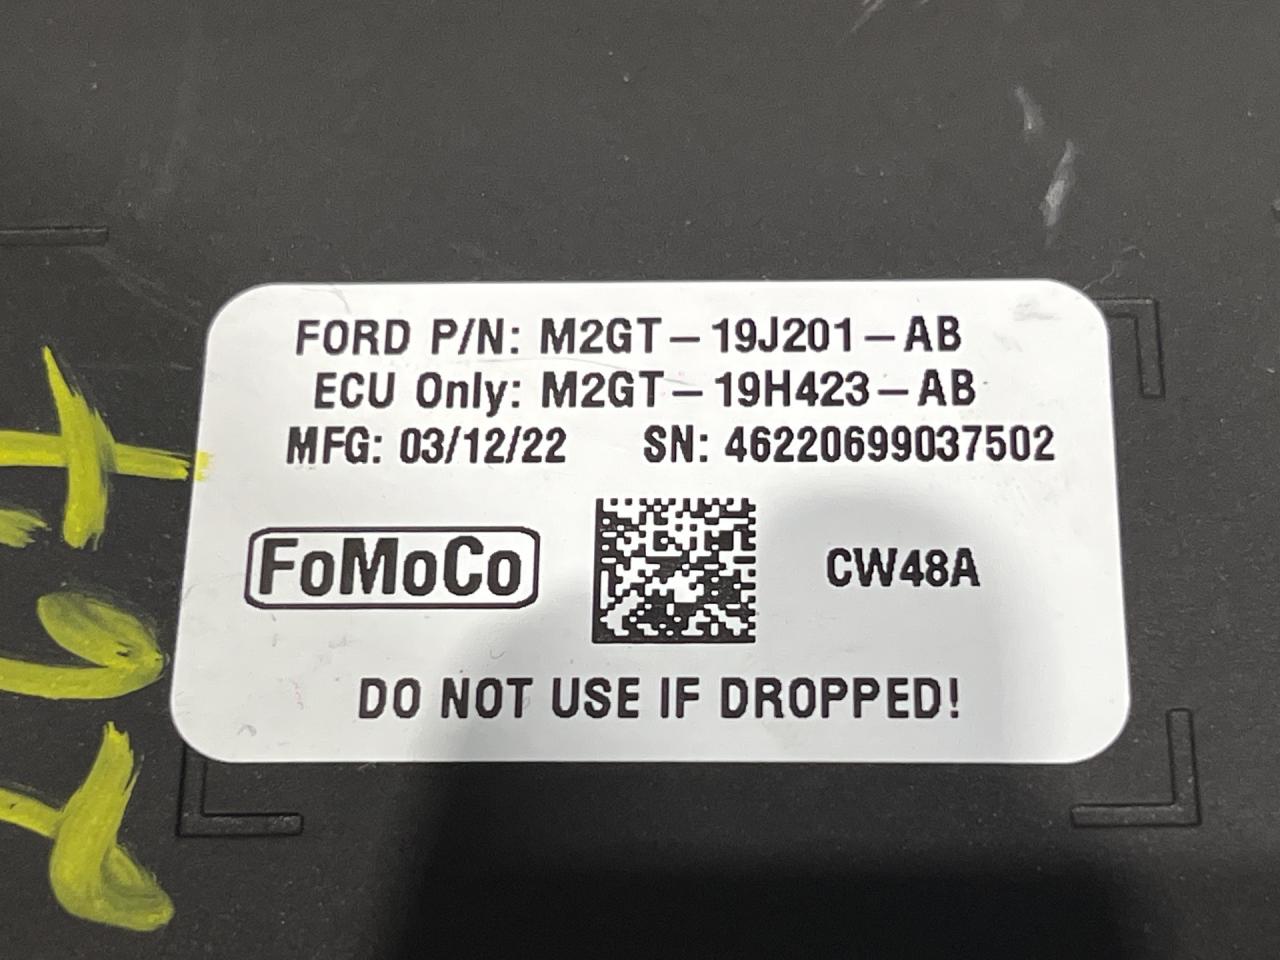 FORD P/N: M2GT-19J201-AB
ECU Only: M2GT-19H423-AB
MFG: 03/12/22 SN: 46220699037502
FoMoCo
CW48A
DO NOT USE IF DROPPED!